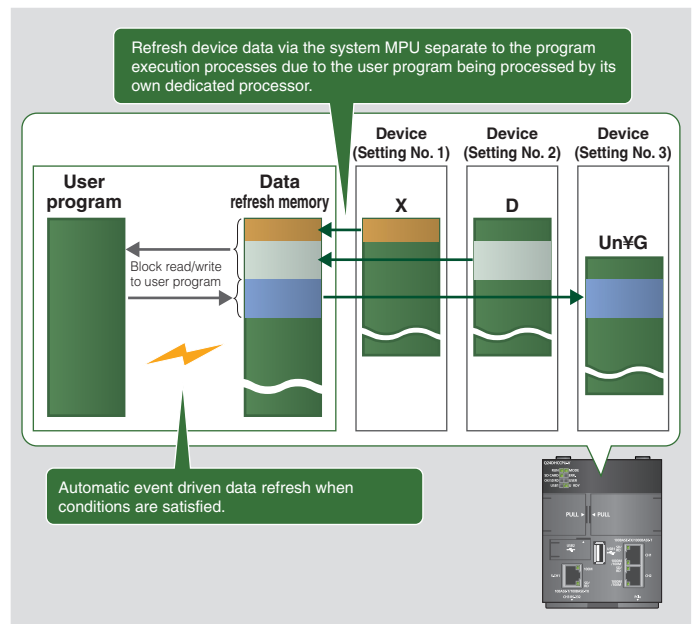 Refresh device data via the system MPU separate to the program
execution processes due to the user program being processed by its
own dedicated processor.
Device
(Setting No. 1)
Device
(Setting No. 2)
Device
(Setting No. 3)
User
program
Data
refresh memory
X
D
Un¥G
Block read/write
to user program
Automatic event driven data refresh when
conditions are satisfied.
PULL
PULL